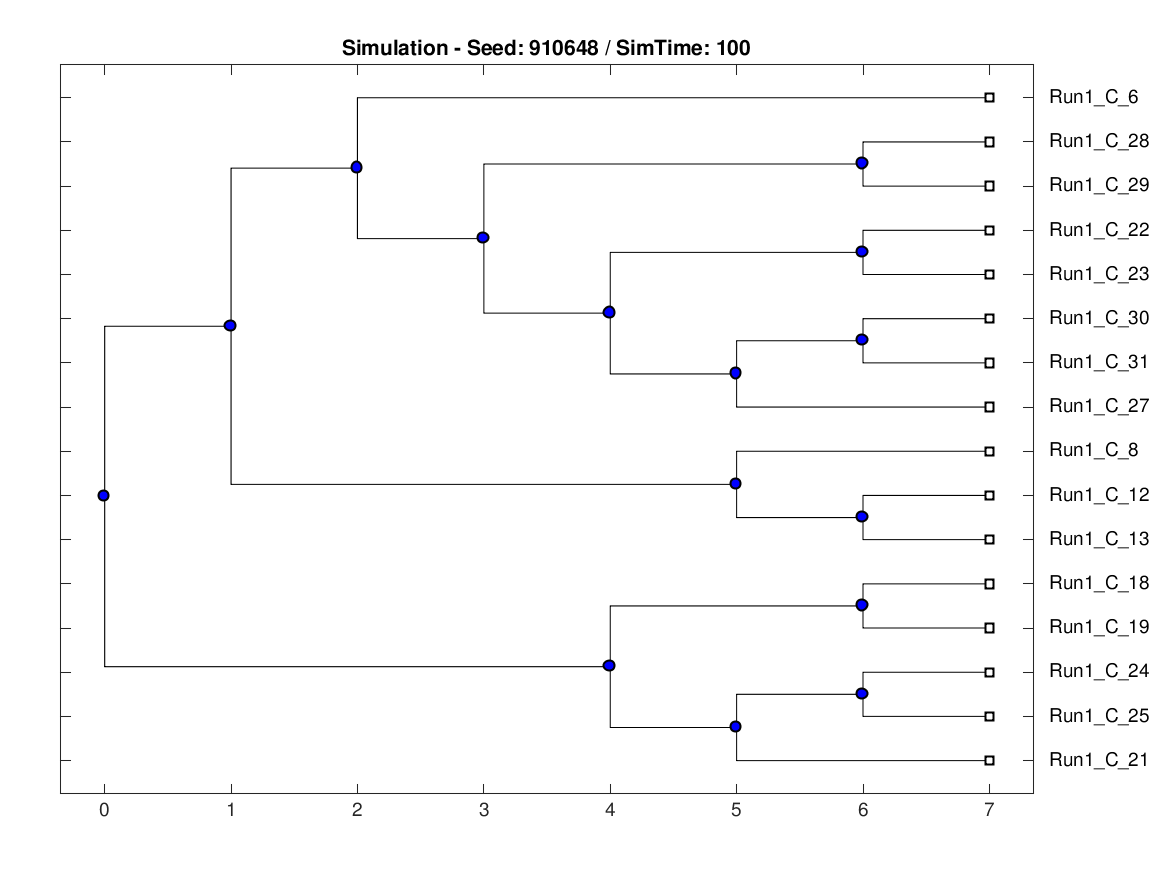 Simulation - Seed: 910648 / SimTime: 100
Run1_C_6
Run1_C_28
Run1_C_29
Run1_C_22
Run1_C_23
Run1_C_30
Run1_C_31
Run1_C_27
Run1_C_8
Run1_C_12
Run1_C_13
Run1_C_18
Run1_C_19
Run1_C_24
Run1_C_25
Run1_C_21
0 1 2 3 4 5 6 7